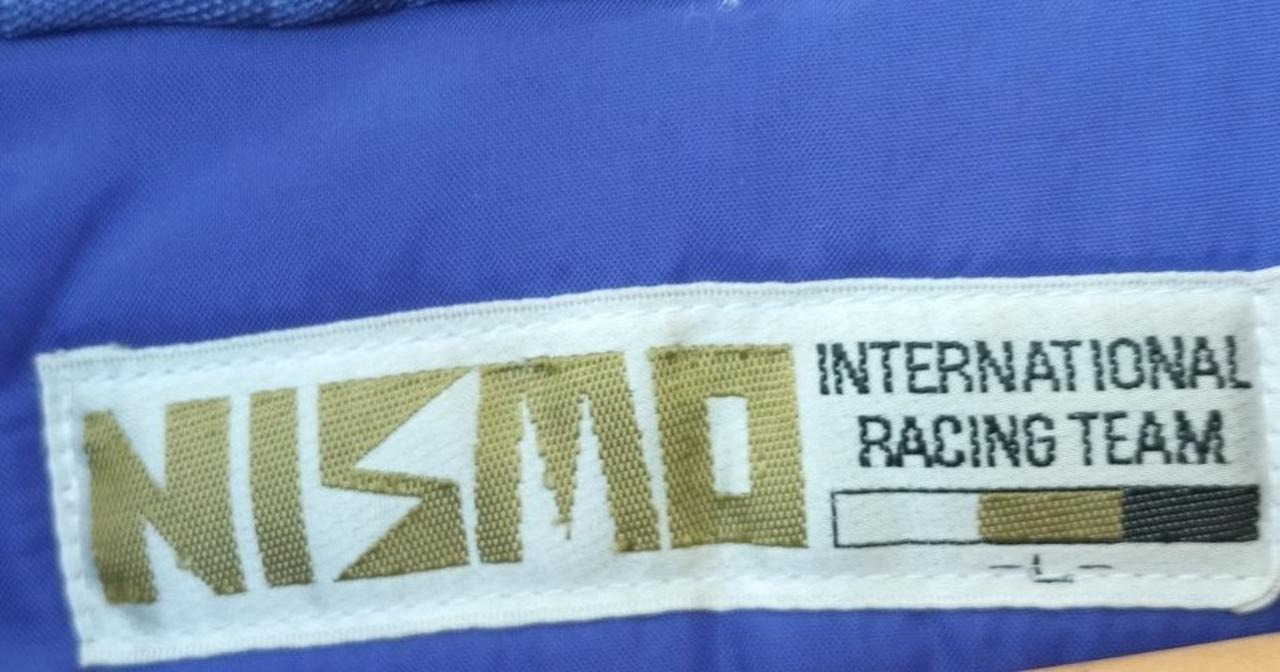 NISMO
INTERNATIONAL
RACING TEAM
-L-